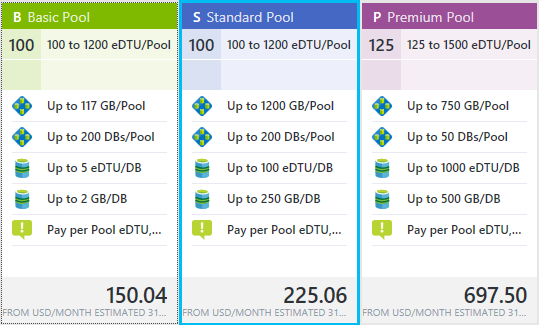 B Basic Pool
100 100 to 1200 eDTU/Pool
Up to 117 GB/Pool
Up to 200 DBs/Pool
Up to 5 eDTU/DB
Up to 2 GB/DB
Pay per Pool eDTU,...
150.04
FROM USD/MONTH ESTIMATED 31...
S Standard Pool
100 100 to 1200 eDTU/Pool
Up to 1200 GB/Pool
Up to 200 DBs/Pool
Up to 100 eDTU/DB
Up to 250 GB/DB
Pay per Pool eDTU,...
225.06
FROM USD/MONTH ESTIMATED 31...
P Premium Pool
125 125 to 1500 eDTU/Pool
Up to 750 GB/Pool
Up to 50 DBs/Pool
Up to 1000 eDTU/DB
Up to 500 GB/DB
Pay per Pool eDTU,...
697.50
FROM USD/MONTH ESTIMATED 31...